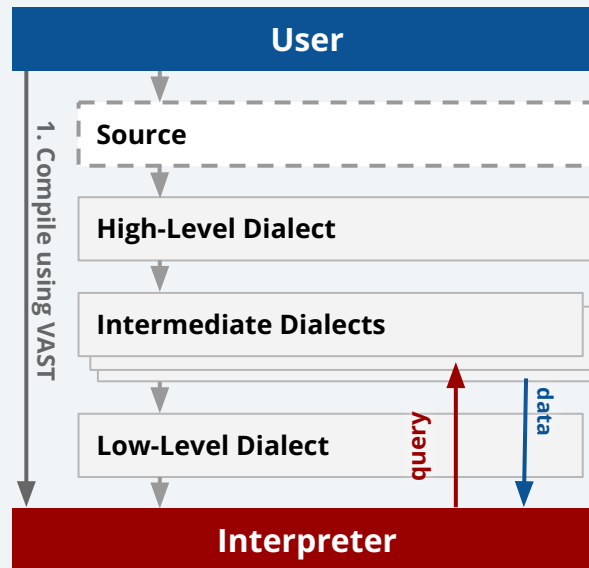 User
1. Compile using VAST
Source
High-Level Dialect
Intermediate Dialects
query
data
Low-Level Dialect
Interpreter